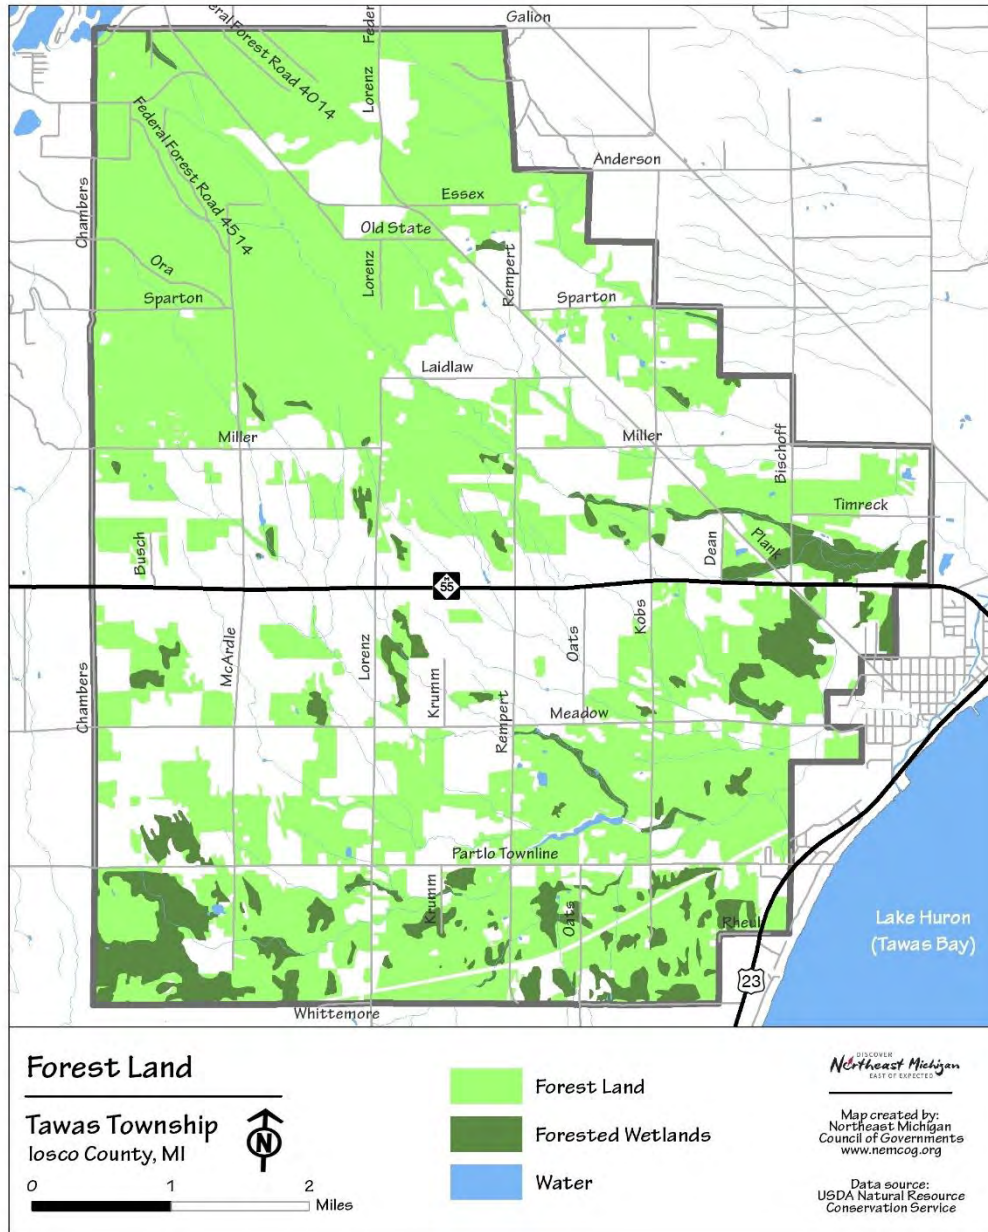 Galion
Federal Forest Road 4014
Feder
Lorenz
Anderson
Federal Forest Road 4514
Chambers
Essex
Old State
Ora
Lorenz
Rempert
Sparton
Sparton
Laidlaw
Miller
Miller
Bischoff
Timreck
Busch
Dean
Plank
M
55
McArdle
Lorenz
Krumm
Rempert
Oats
Kobs
Chambers
Meadow
Partlo Townline
Krumm
Oats
Lake Huron
(Tawas Bay)
23
Whittemore
Forest Land
Tawas Township
Iosco County, MI
N
0 1 2
Miles
Forest Land
Forested Wetlands
Water
DISCOVER
Northeast Michigan
EAST OF EXPECTED
Map created by:
Northeast Michigan
Council of Governments
www.nemcog.org
Data source:
USDA Natural Resource
Conservation Service